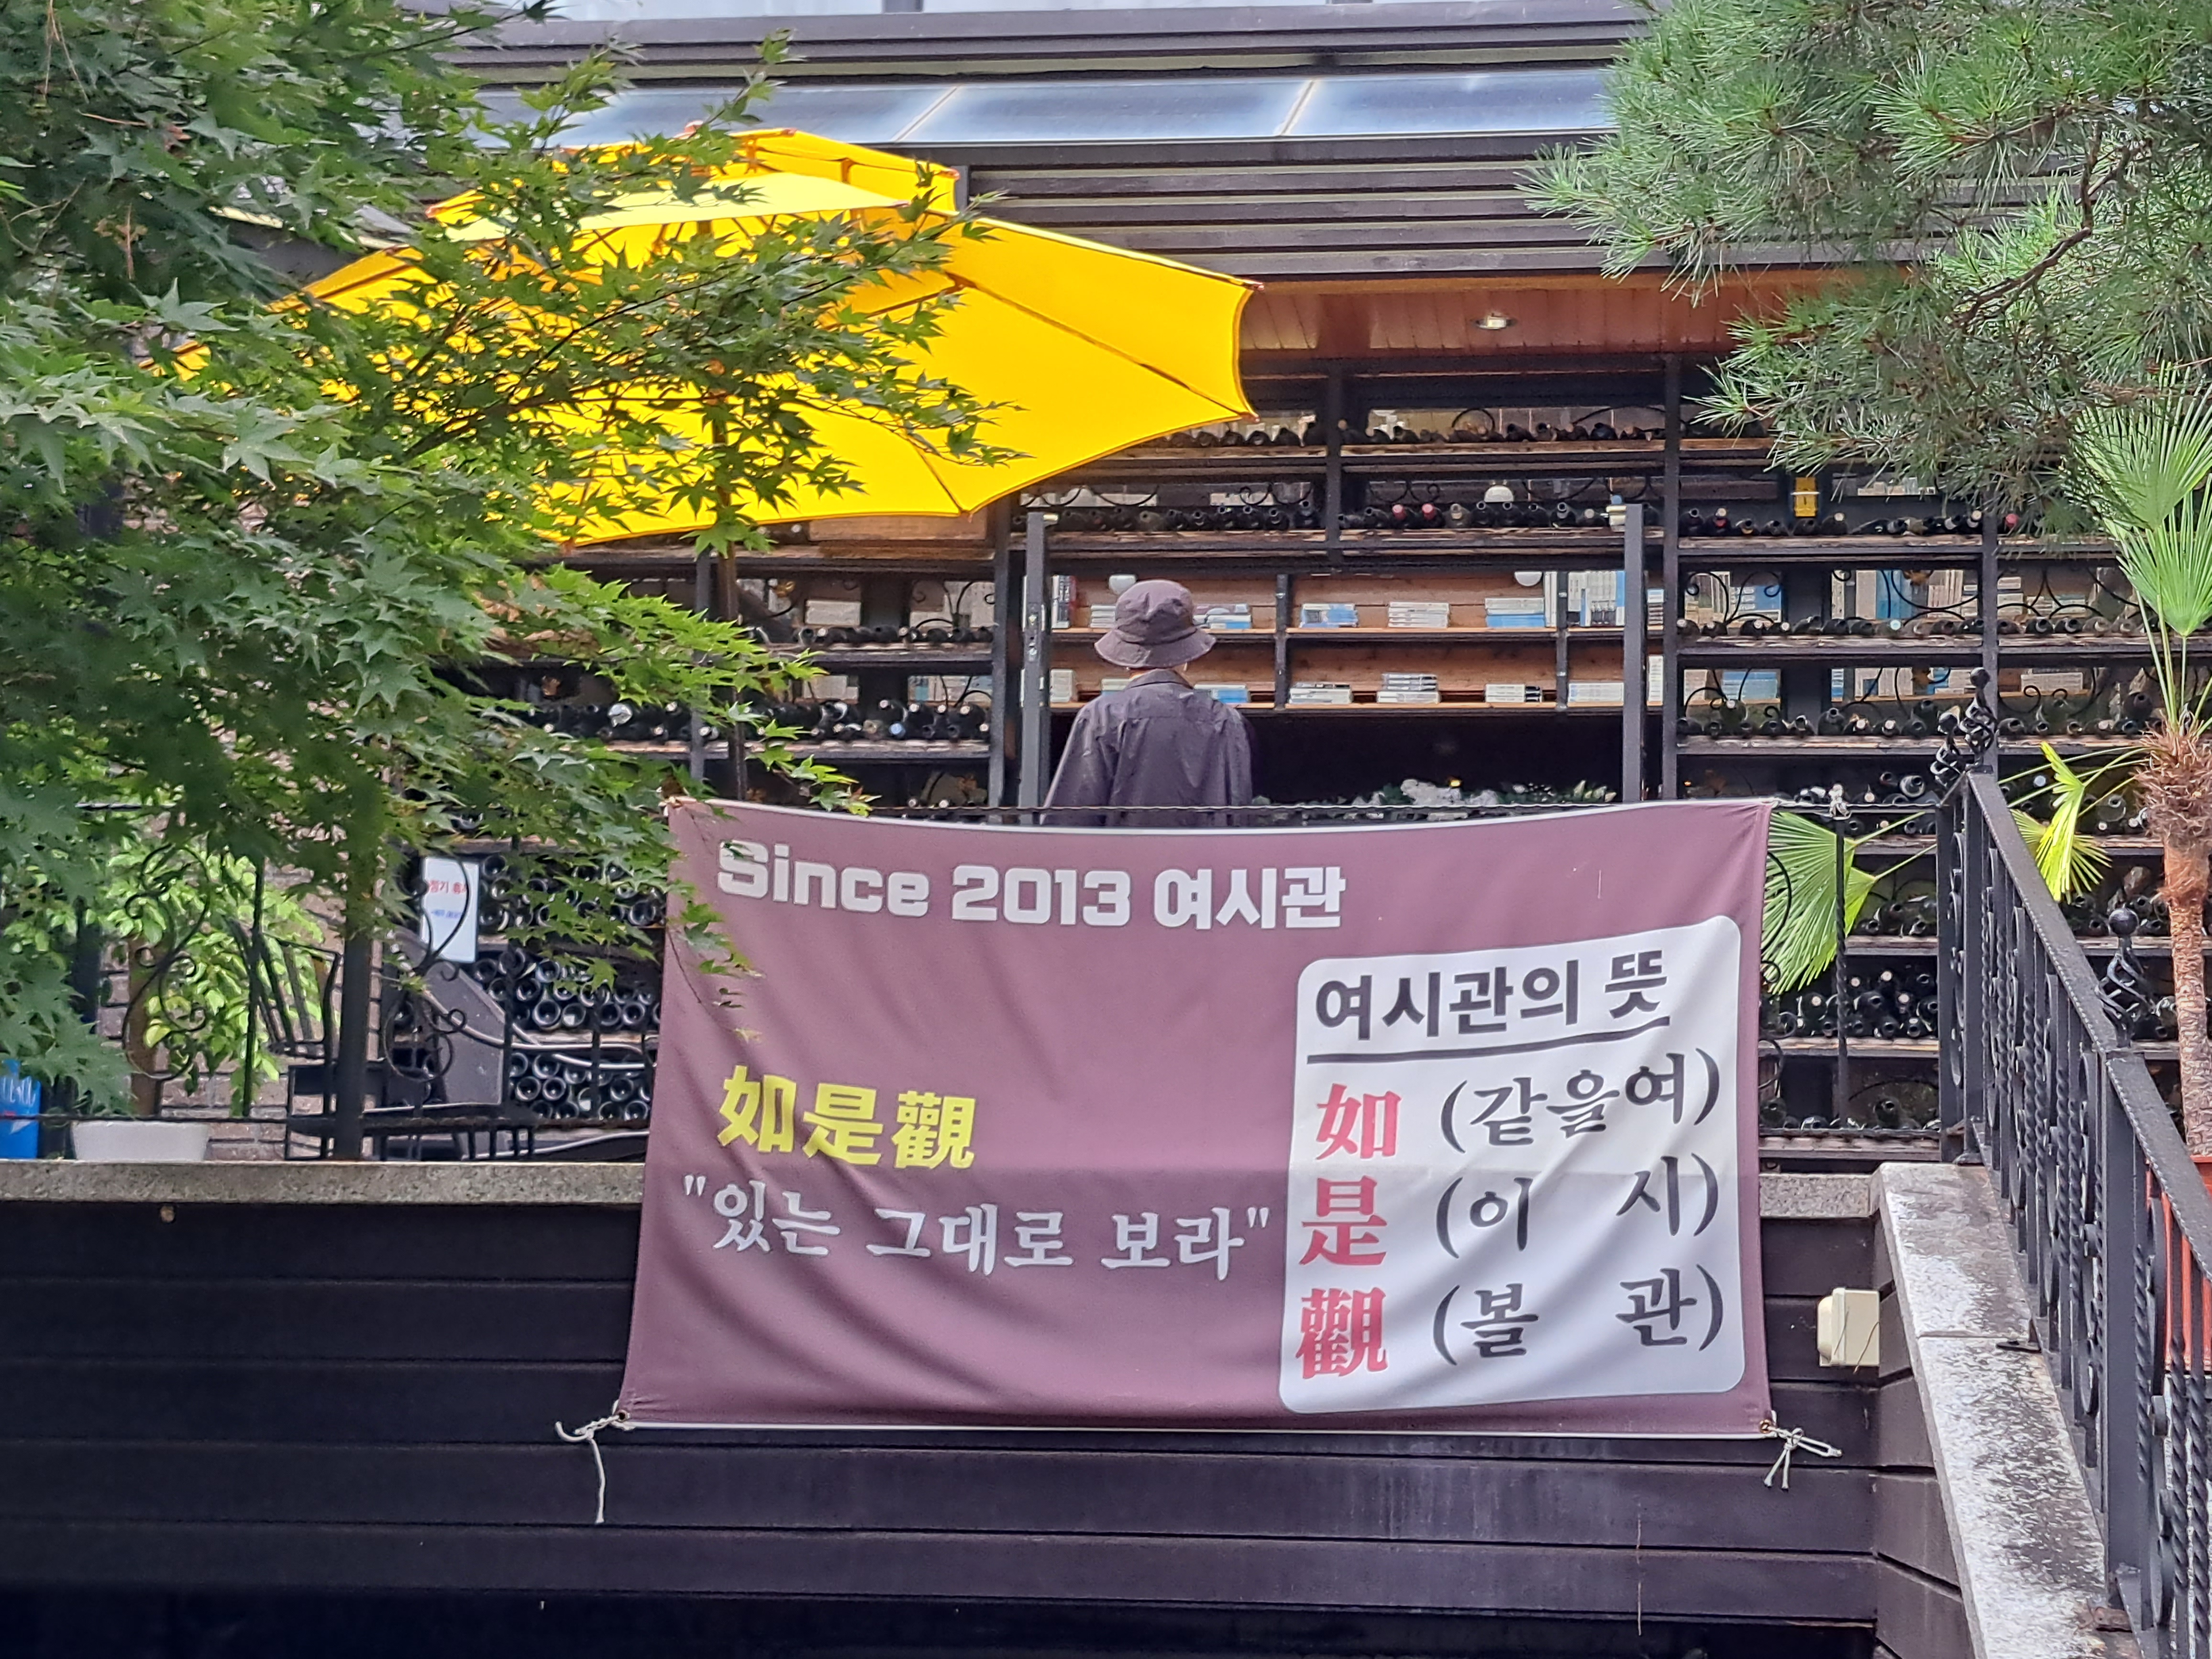 Since 2013 여시관
如是觀
"있는 그대로 보라"
여시관의 뜻
如 (같을여)
是 (이 시)
觀 (볼 관)